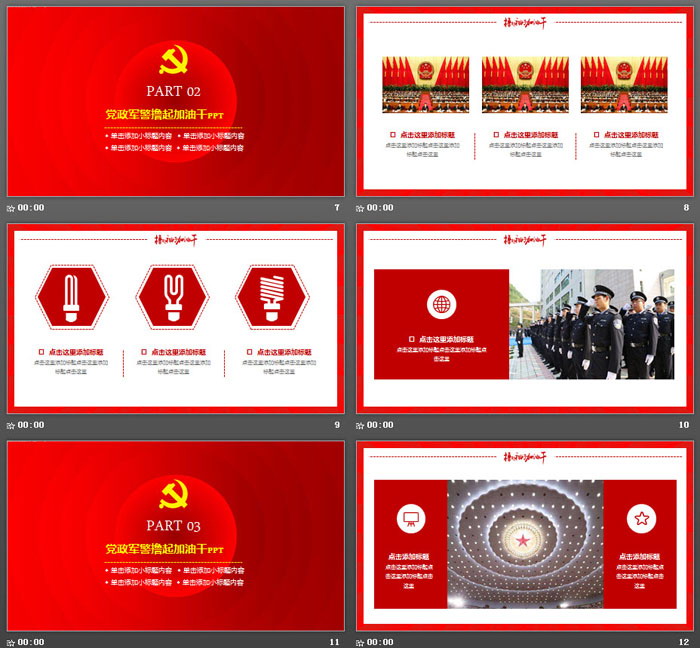 PART 02
党政军警撸起加油干PPT
• 单击添加小标题内容 • 单击添加小标题内容
• 单击添加小标题内容 • 单击添加小标题内容
00:00 7
撸起袖子加油干
点击这里添加标题
点击这里添加标题点击这里添加
标题点击这里
点击这里添加标题
点击这里添加标题点击这里添加
标题点击这里
点击这里添加标题
点击这里添加标题点击这里添加
标题点击这里
00:00 8
撸起袖子加油干
点击这里添加标题
点击这里添加标题点击这里添加
标题点击这里
点击这里添加标题
点击这里添加标题点击这里添加
标题点击这里
点击这里添加标题
点击这里添加标题点击这里添加
标题点击这里
00:00 9
撸起袖子加油干
点击这里添加标题
点击这里添加标题点击这里添加标题点
击这里
00:00 10
PART 03
党政军警撸起加油干PPT
• 单击添加小标题内容 • 单击添加小标题内容
• 单击添加小标题内容 • 单击添加小标题内容
00:00 11
撸起袖子加油干
点击添加标题
点击这里添加标题点
击这里添加标题点击
这里
点击添加标题
点击这里添加标题点
击这里添加标题点击
这里
00:00 12